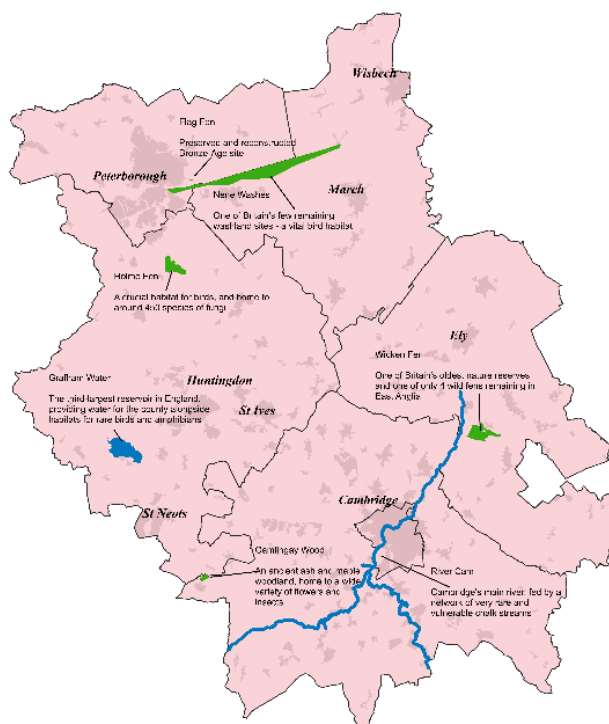 Wisbech
Flag Fen
Preserved and reconstructed
Bronze Age site
Peterborough
Nene Washes
March
One of Britain's few remaining
washland sites - a vital bird habitat
Holme Fen
A crucial habitat for birds, and home to
around 450 species of fungi
Ely
Wicken Fen
One of Britain's oldest nature reserves
and one of only 4 wild fens remaining in
East Anglia
Grafham Water
The third-largest reservoir in England,
providing water for the county alongside
habitats for rare birds and amphibians
Huntingdon
St Ives
St Neots
Cambridge
Gamlingay Wood
An ancient ash and maple
woodland, home to a wide
variety of flowers and
insects
River Cam
Cambridge's main river, fed by a
network of very rare and
vulnerable chalk streams